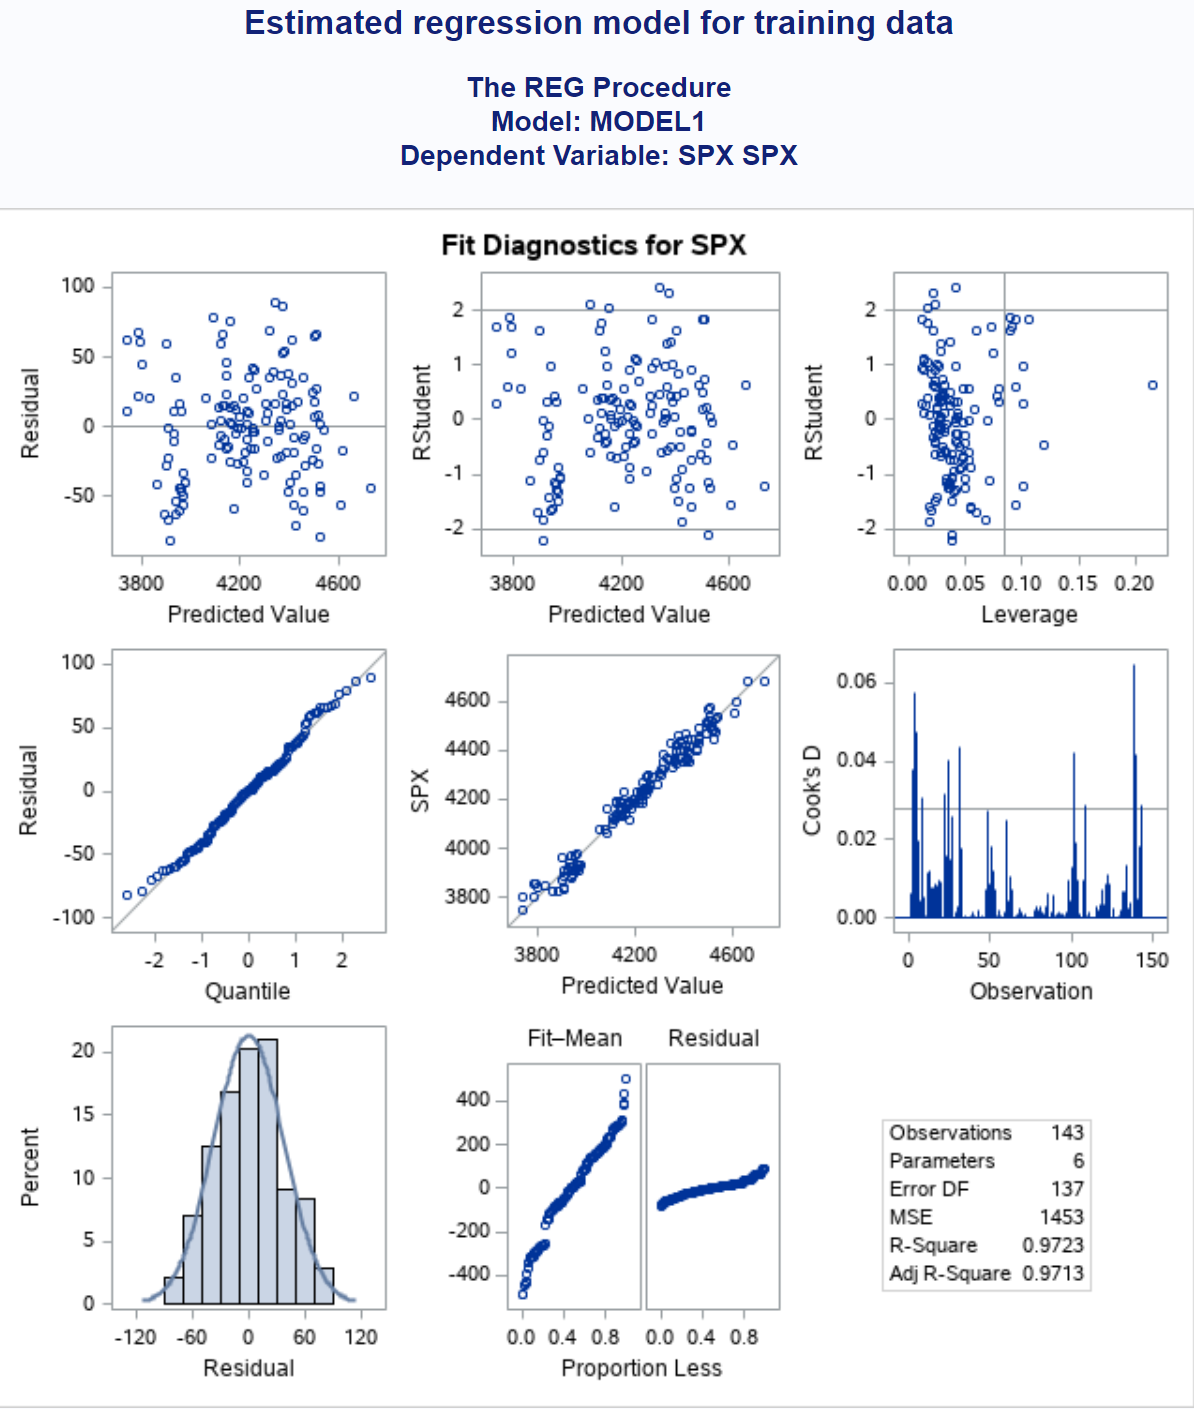 Estimated regression model for training data
The REG Procedure
Model: MODEL1
Dependent Variable: SPX SPX
Fit Diagnostics for SPX
100
50
0
-50
Residual
3800 4200 4600
Predicted Value
2
1
0
-1
-2
RStudent
3800 4200 4600
Predicted Value
2
1
0
-1
-2
RStudent
0.00 0.05 0.10 0.15 0.20
Leverage
100
50
0
-50
-100
Residual
-2 -1 0 1 2
Quantile
4600
4400
4200
4000
3800
SPX
3800 4200 4600
Predicted Value
0.06
0.04
0.02
0.00
Cook's D
0 50 100 150
Observation
20
15
10
5
0
Percent
-120 -60 0 60 120
Residual
Fit–Mean Residual
400
200
0
-200
-400
0.0 0.4 0.8 0.0 0.4 0.8
Proportion Less
Observations 143
Parameters 6
Error DF 137
MSE 1453
R-Square 0.9723
Adj R-Square 0.9713